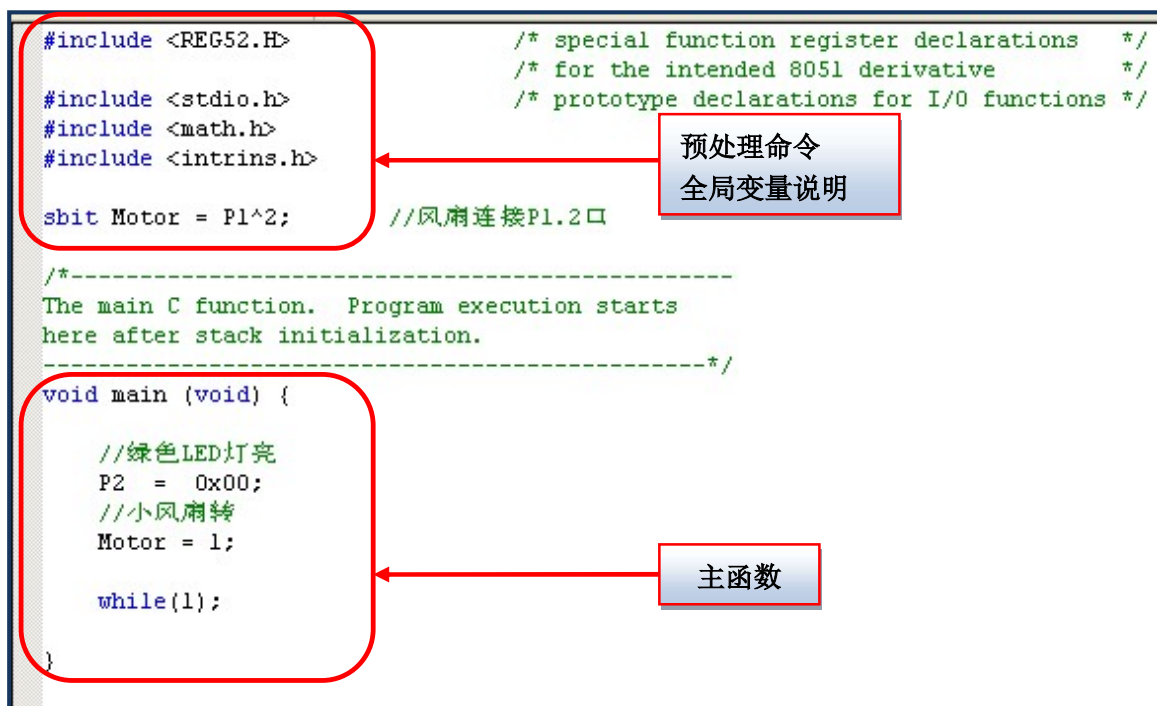 #include <REG52.H> /* special function register declarations */
/* for the intended 8051 derivative */
#include <stdio.h> /* prototype declarations for I/O functions */
#include <math.h>
#include <intrins.h>
预处理命令
全局变量说明
sbit Motor = P1^2; //风扇连接P1.2口
/*------------------------------------------------
The main C function. Program execution starts
here after stack initialization.
------------------------------------------------*/
void main (void) {
//绿色LED灯亮
P2 = 0x00;
//小风扇转
Motor = 1;
主函数
while(1);
}